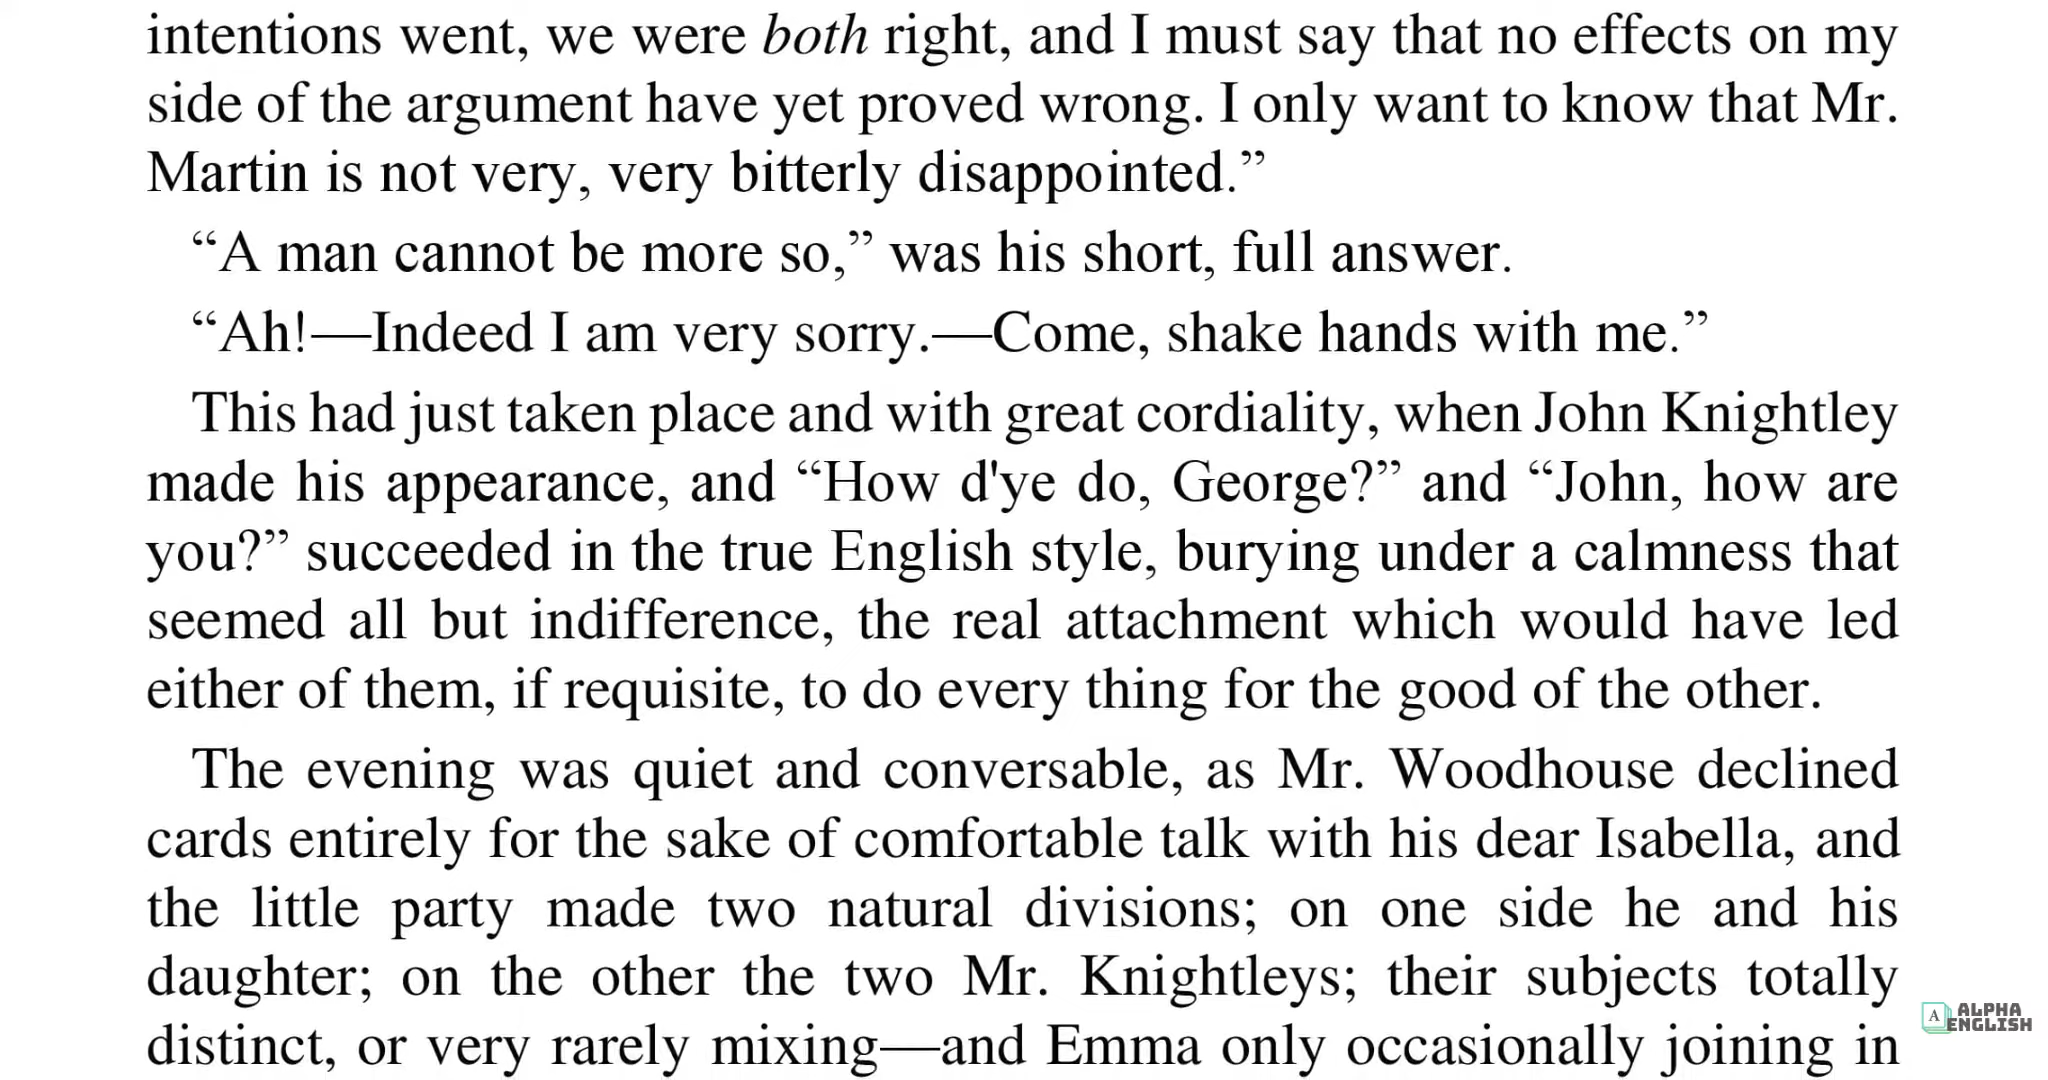 intentions went, we were both right, and I must say that no effects on my
side of the argument have yet proved wrong. I only want to know that Mr.
Martin is not very, very bitterly disappointed.”
“A man cannot be more so,” was his short, full answer.
“Ah!—Indeed I am very sorry.—Come, shake hands with me.”
This had just taken place and with great cordiality, when John Knightley
made his appearance, and “How d'ye do, George?” and “John, how are
you?” succeeded in the true English style, burying under a calmness that
seemed all but indifference, the real attachment which would have led
either of them, if requisite, to do every thing for the good of the other.
The evening was quiet and conversable, as Mr. Woodhouse declined
cards entirely for the sake of comfortable talk with his dear Isabella, and
the little party made two natural divisions; on one side he and his
daughter; on the other the two Mr. Knightleys; their subjects totally
distinct, or very rarely mixing—and Emma only occasionally joining in
A ALPHA
ENGLISH